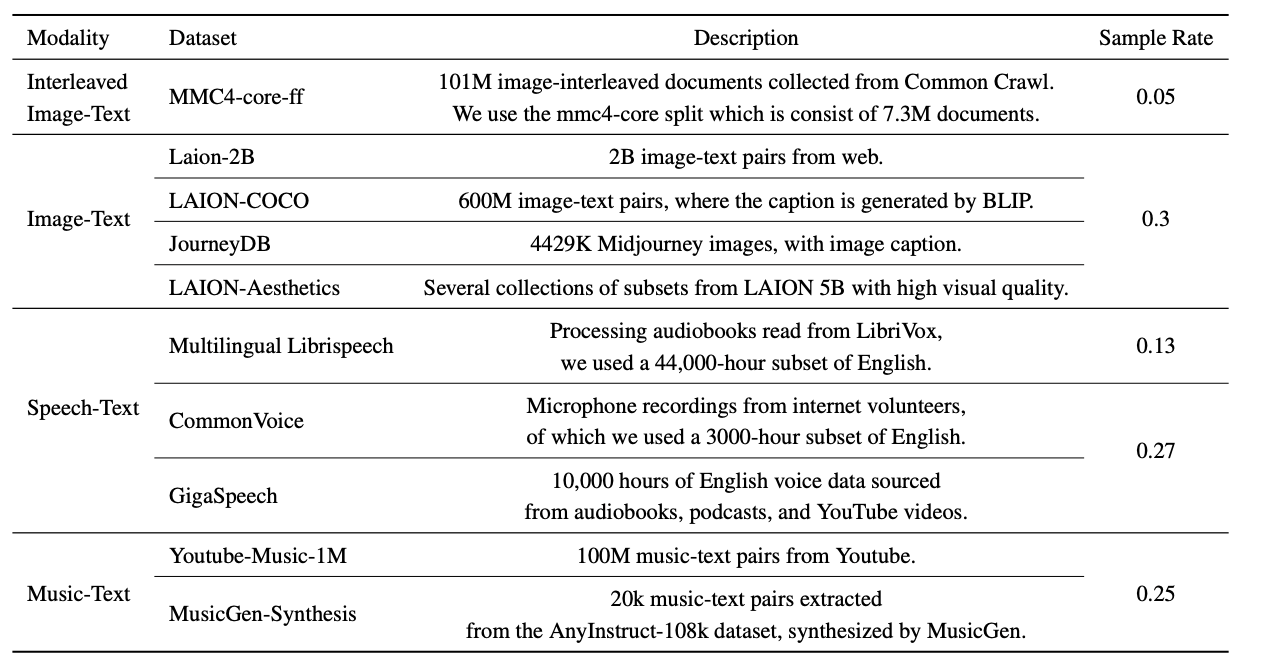 Modality Dataset Description Sample Rate
Interleaved
Image-Text
MMC4-core-ff
101M image-interleaved documents collected from Common Crawl.
We use the mmc4-core split which is consist of 7.3M documents.
0.05
Image-Text
Laion-2B
2B image-text pairs from web.
LAION-COCO
600M image-text pairs, where the caption is generated by BLIP.
JourneyDB
4429K Midjourney images, with image caption.
LAION-Aesthetics
Several collections of subsets from LAION 5B with high visual quality.
0.3
Speech-Text
Multilingual Librispeech
Processing audiobooks read from LibriVox,
we used a 44,000-hour subset of English.
0.13
CommonVoice
Microphone recordings from internet volunteers,
of which we used a 3000-hour subset of English.
GigaSpeech
10,000 hours of English voice data sourced
from audiobooks, podcasts, and YouTube videos.
0.27
Music-Text
Youtube-Music-1M
100M music-text pairs from Youtube.
MusicGen-Synthesis
20k music-text pairs extracted
from the AnyInstruct-108k dataset, synthesized by MusicGen.
0.25